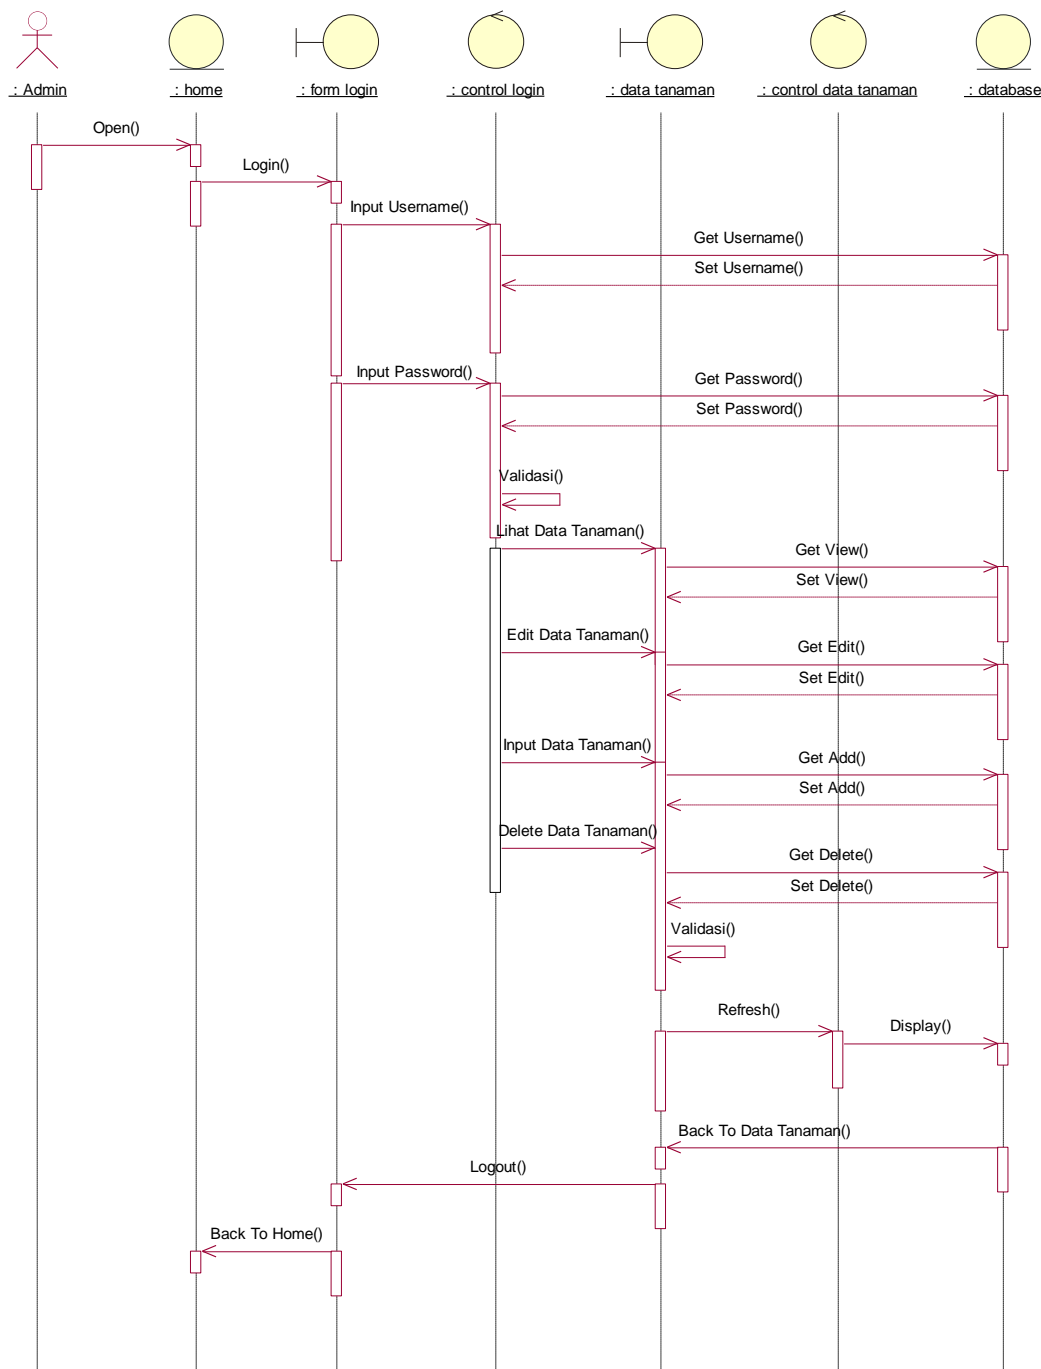 : Admin
: home
: form login
: control login
: data tanaman
: control data tanaman
: database
Open()
Login()
Input Username()
Get Username()
Set Username()
Input Password()
Get Password()
Set Password()
Validasi()
Lihat Data Tanaman()
Get View()
Set View()
Edit Data Tanaman()
Get Edit()
Set Edit()
Input Data Tanaman()
Get Add()
Set Add()
Delete Data Tanaman()
Get Delete()
Set Delete()
Validasi()
Refresh()
Display()
Back To Data Tanaman()
Logout()
Back To Home()